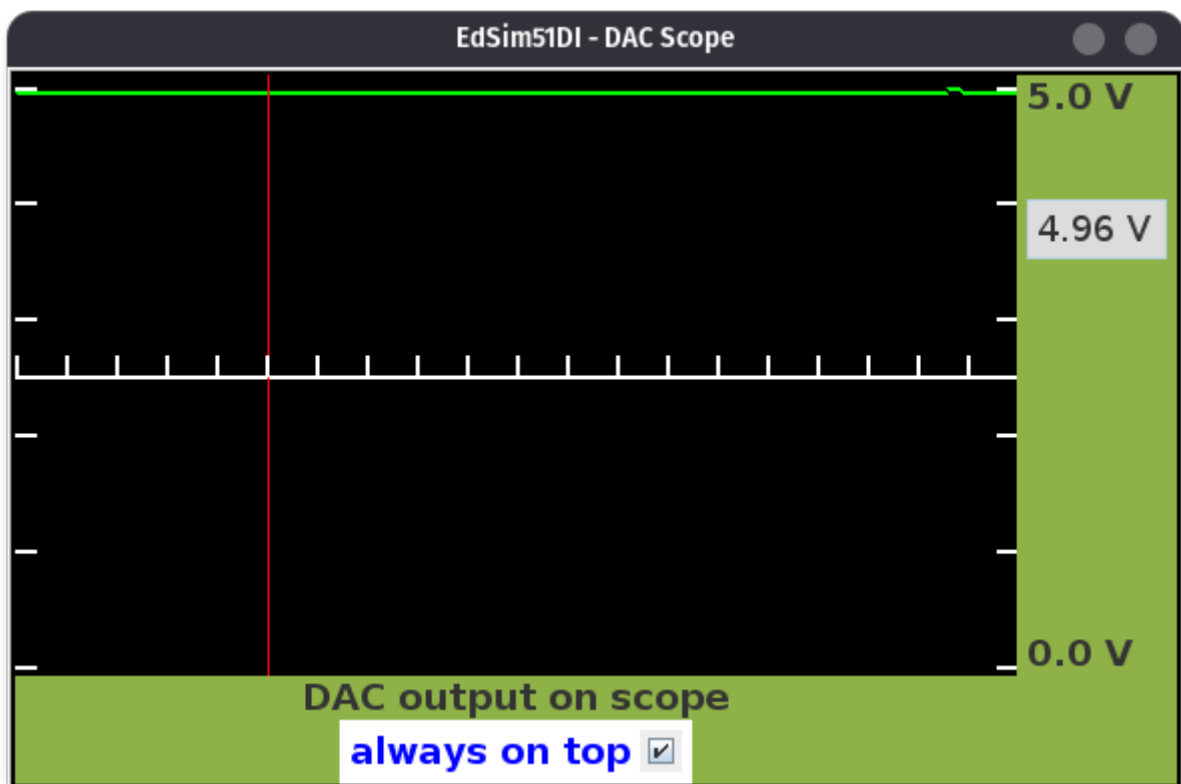 EdSim51DI - DAC Scope
5.0 V
4.96 V
0.0 V
DAC output on scope
always on top